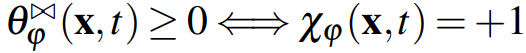 θ_φ^⋈(𝐱, t) ≥ 0 ⟺ χ_φ(𝐱, t) = +1